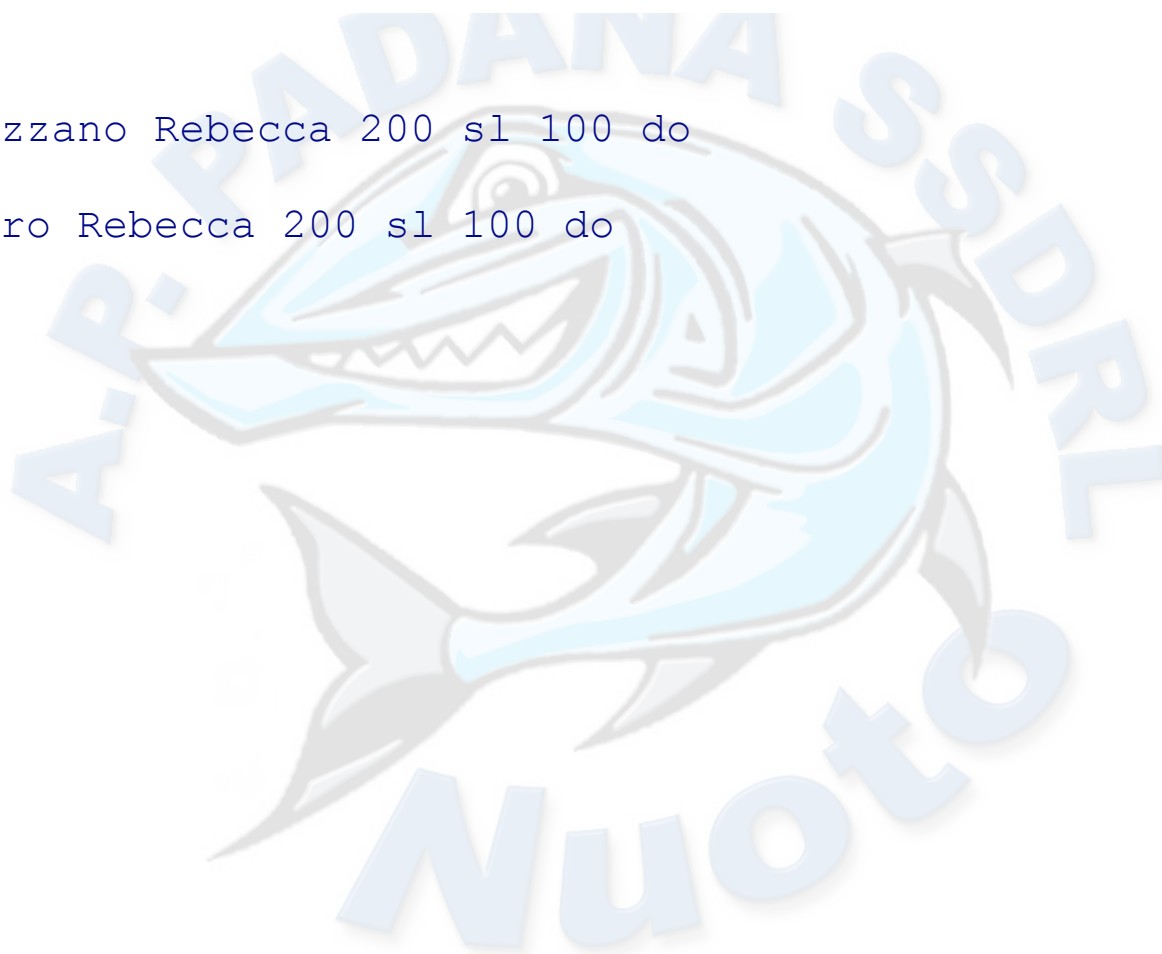 zzano Rebecca 200 sl 100 do
ro Rebecca 200 sl 100 do
A.P. PADANA SSDRL
Nuoto